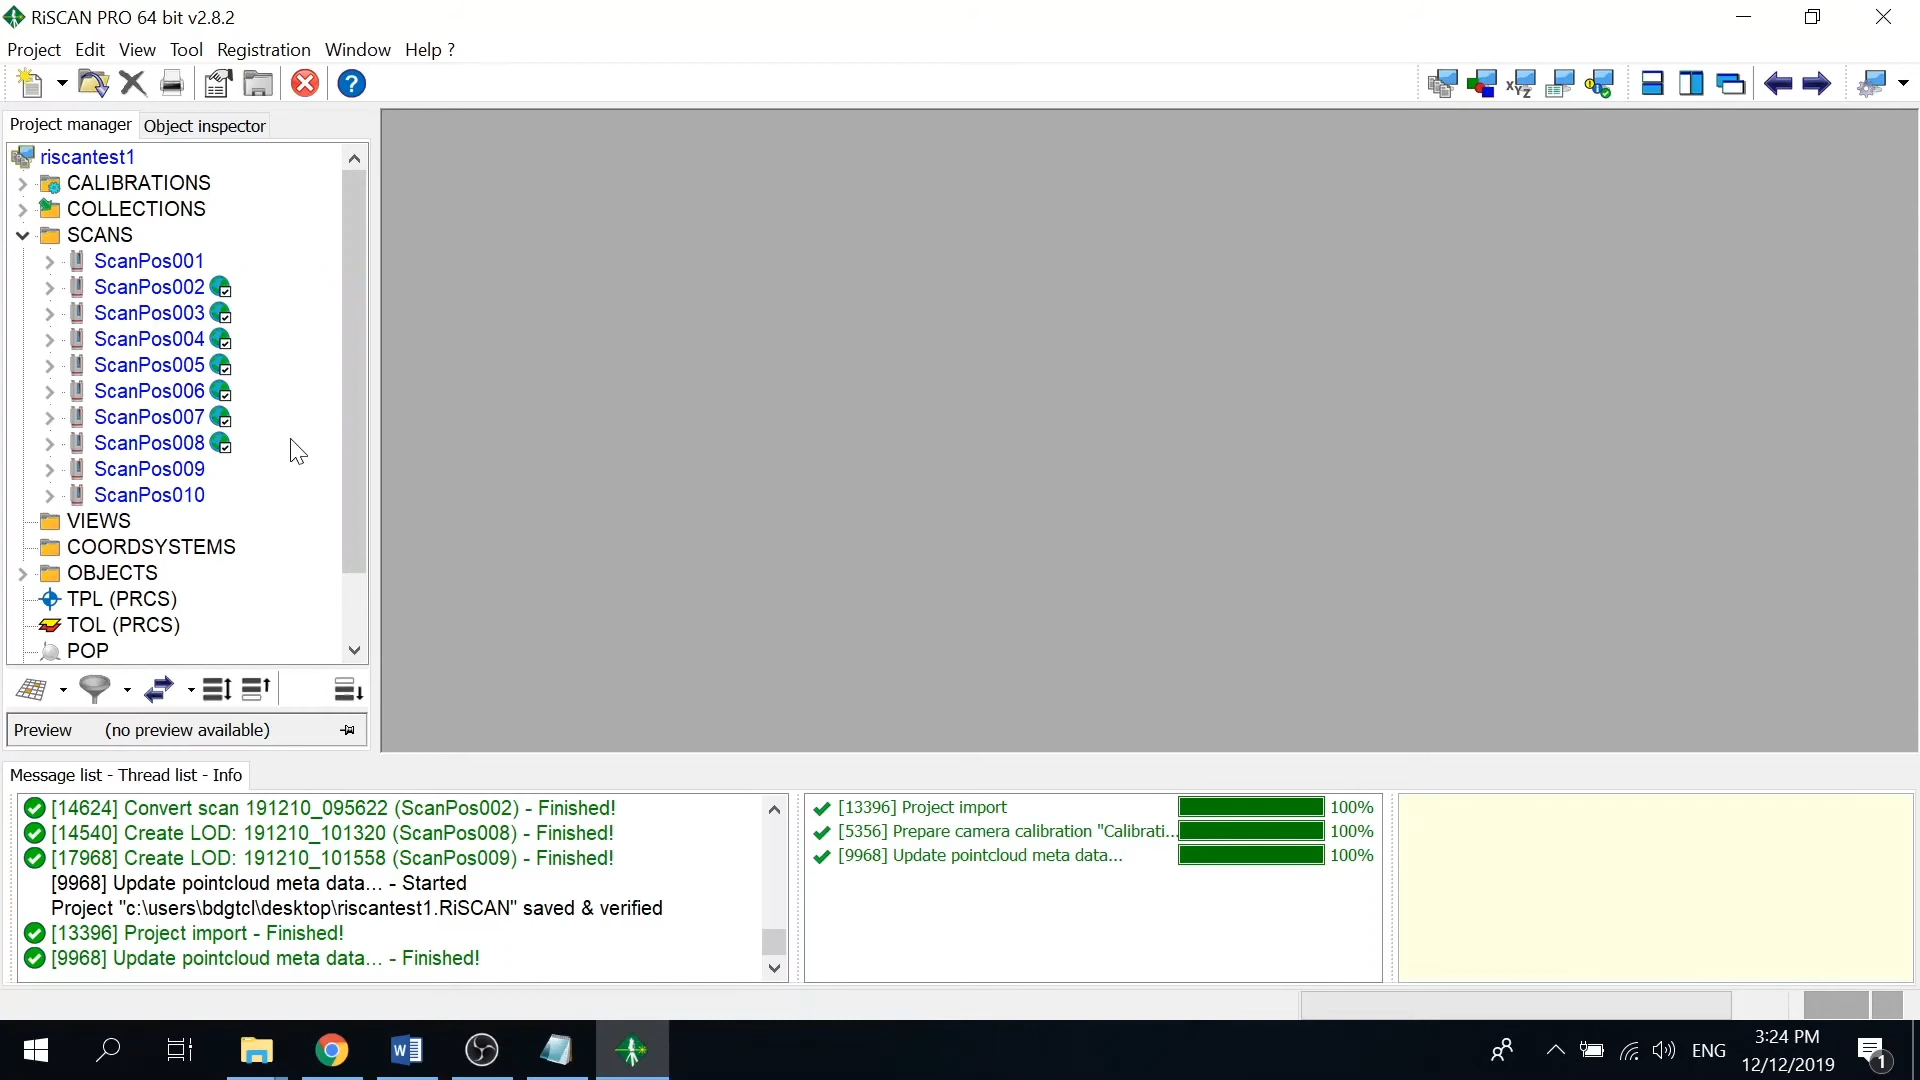 RiSCAN PRO 64 bit v2.8.2
Project Edit View Tool Registration Window Help ?
XYZ
Project manager Object inspector
riscantest1
CALIBRATIONS
COLLECTIONS
SCANS
ScanPos001
ScanPos002
ScanPos003
ScanPos004
ScanPos005
ScanPos006
ScanPos007
ScanPos008
ScanPos009
ScanPos010
VIEWS
COORDSYSTEMS
OBJECTS
TPL (PRCS)
TOL (PRCS)
POP
Preview (no preview available)
Message list - Thread list - Info
[14624] Convert scan 191210_095622 (ScanPos002) - Finished!
[14540] Create LOD: 191210_101320 (ScanPos008) - Finished!
[17968] Create LOD: 191210_101558 (ScanPos009) - Finished!
[9968] Update pointcloud meta data... - Started
Project "c:\users\bdgtcl\desktop\riscantest1.RiSCAN" saved & verified
[13396] Project import - Finished!
[9968] Update pointcloud meta data... - Finished!
[13396] Project import 100%
[5356] Prepare camera calibration "Calibrati... 100%
[9968] Update pointcloud meta data... 100%
ENG
3:24 PM
12/12/2019
1